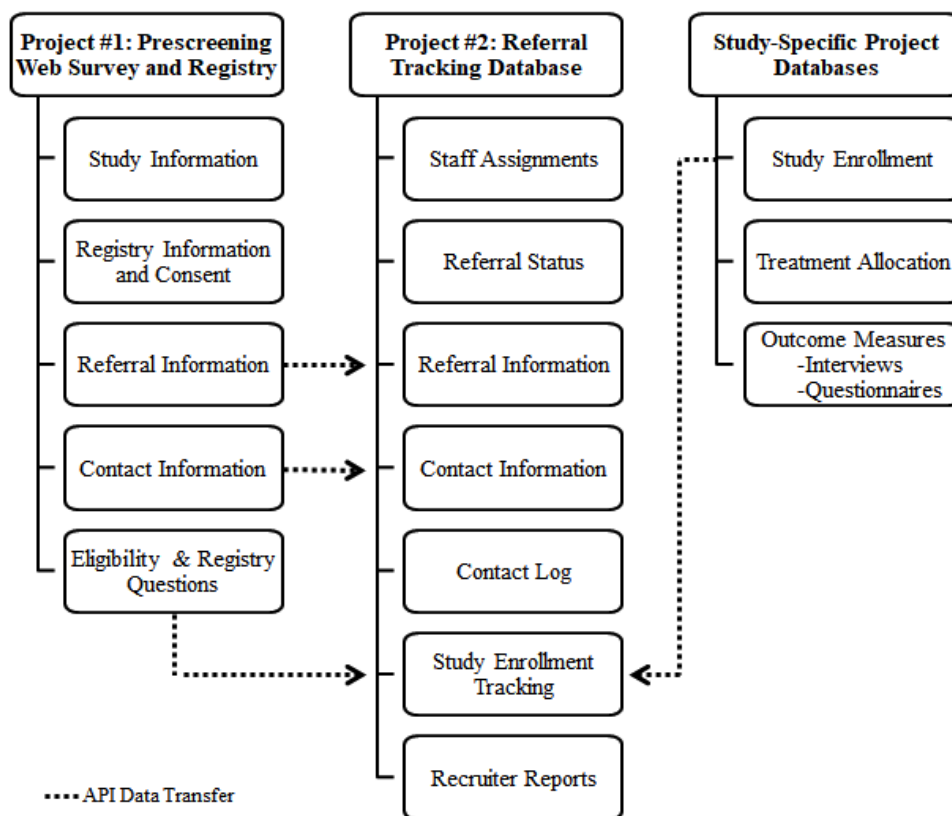 Project #1: Prescreening
Web Survey and Registry
Study Information
Registry Information
and Consent
Referral Information
Contact Information
Eligibility & Registry
Questions
Project #2: Referral
Tracking Database
Staff Assignments
Referral Status
Referral Information
Contact Information
Contact Log
Study Enrollment
Tracking
Recruiter Reports
Study-Specific Project
Databases
Study Enrollment
Treatment Allocation
Outcome Measures
-Interviews
-Questionnaires
API Data Transfer